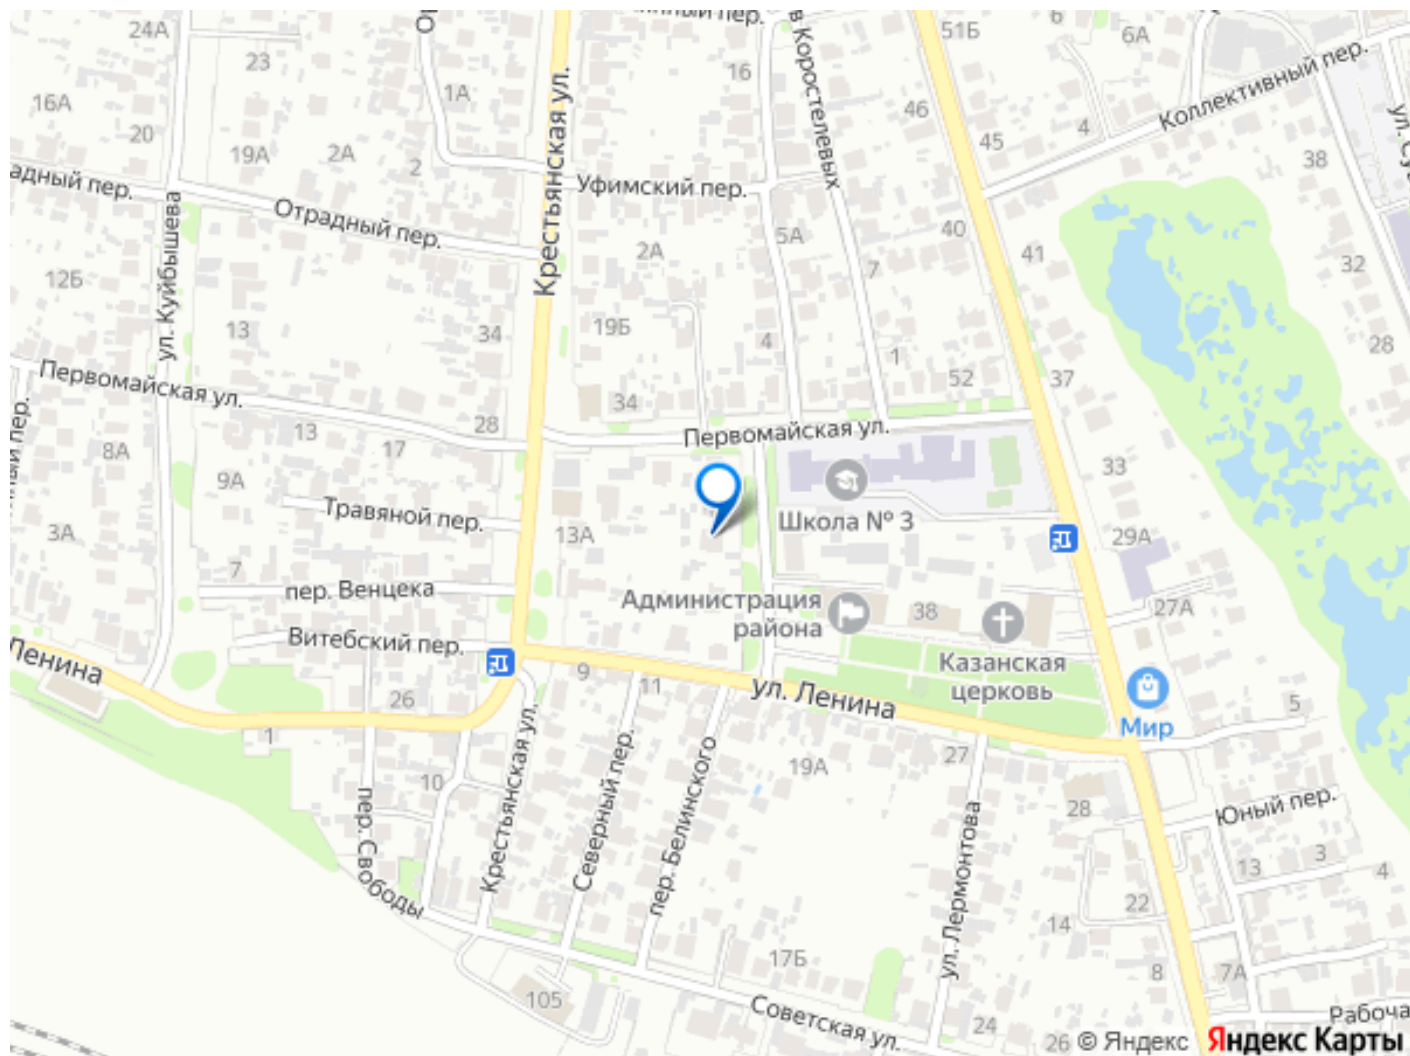 24А
23
1А
16
51Б
6
6А
16А
20
19А
2А
2
46
45
4
Коллективный пер.
38
Крестьянская ул.
Уфимский пер.
Отрадный пер.
ул. Куйбышева
5А
40
41
32
12Б
2А
7
13
34
19Б
4
1
28
52
37
Первомайская ул.
34
28
13
17
Первомайская ул.
8А
9А
33
Травяной пер.
Школа № 3
3А
13А
29А
7
пер. Венцека
Администрация
района
38
27А
Витебский пер.
Казанская
церковь
Ленина
9
11
26
ул. Ленина
5
Мир
1
10
19А
27
28
Юный пер.
пер. Свободы
Крестьянская ул.
Северный пер.
пер. Белинского
ул. Лермонтова
13
3
4
22
14
17Б
8
7А
105
Советская ул.
24
26
Рабоча
© Яндекс
Яндекс Карты